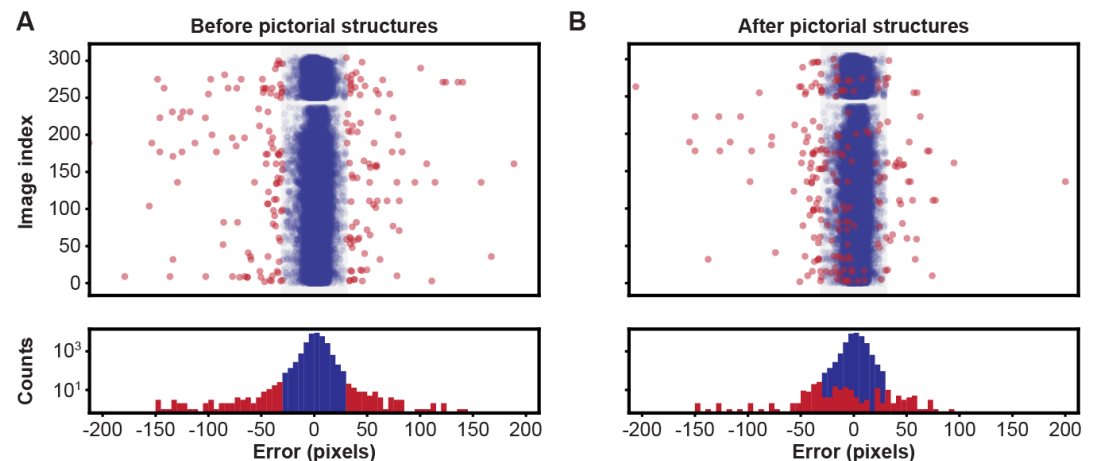 A
Before pictorial structures
Image index
300
250
200
150
100
50
0
Counts
10³
10¹
-200 -150 -100 -50 0 50 100 150 200
Error (pixels)
B
After pictorial structures
-200 -150 -100 -50 0 50 100 150 200
Error (pixels)